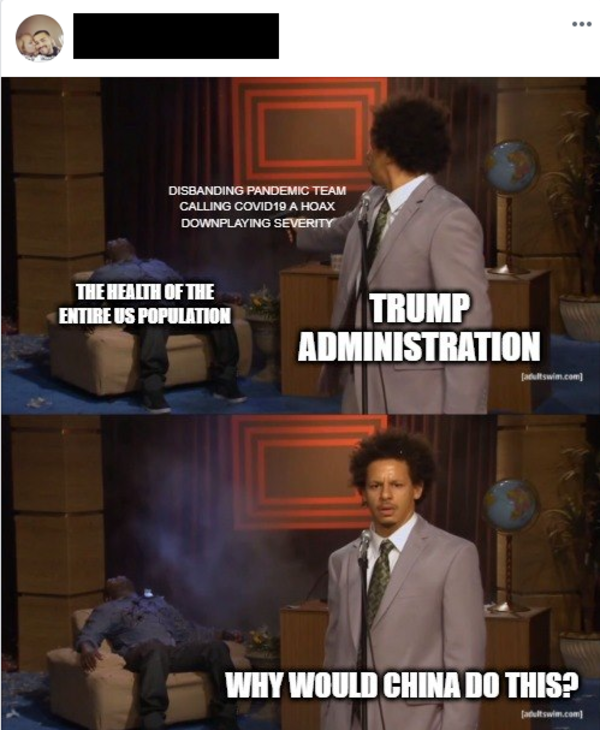 DISBANDING PANDEMIC TEAM
CALLING COVID19 A HOAX
DOWNPLAYING SEVERITY
THE HEALTH OF THE
ENTIRE US POPULATION
TRUMP
ADMINISTRATION
[adultswim.com]
WHY WOULD CHINA DO THIS?
[adultswim.com]